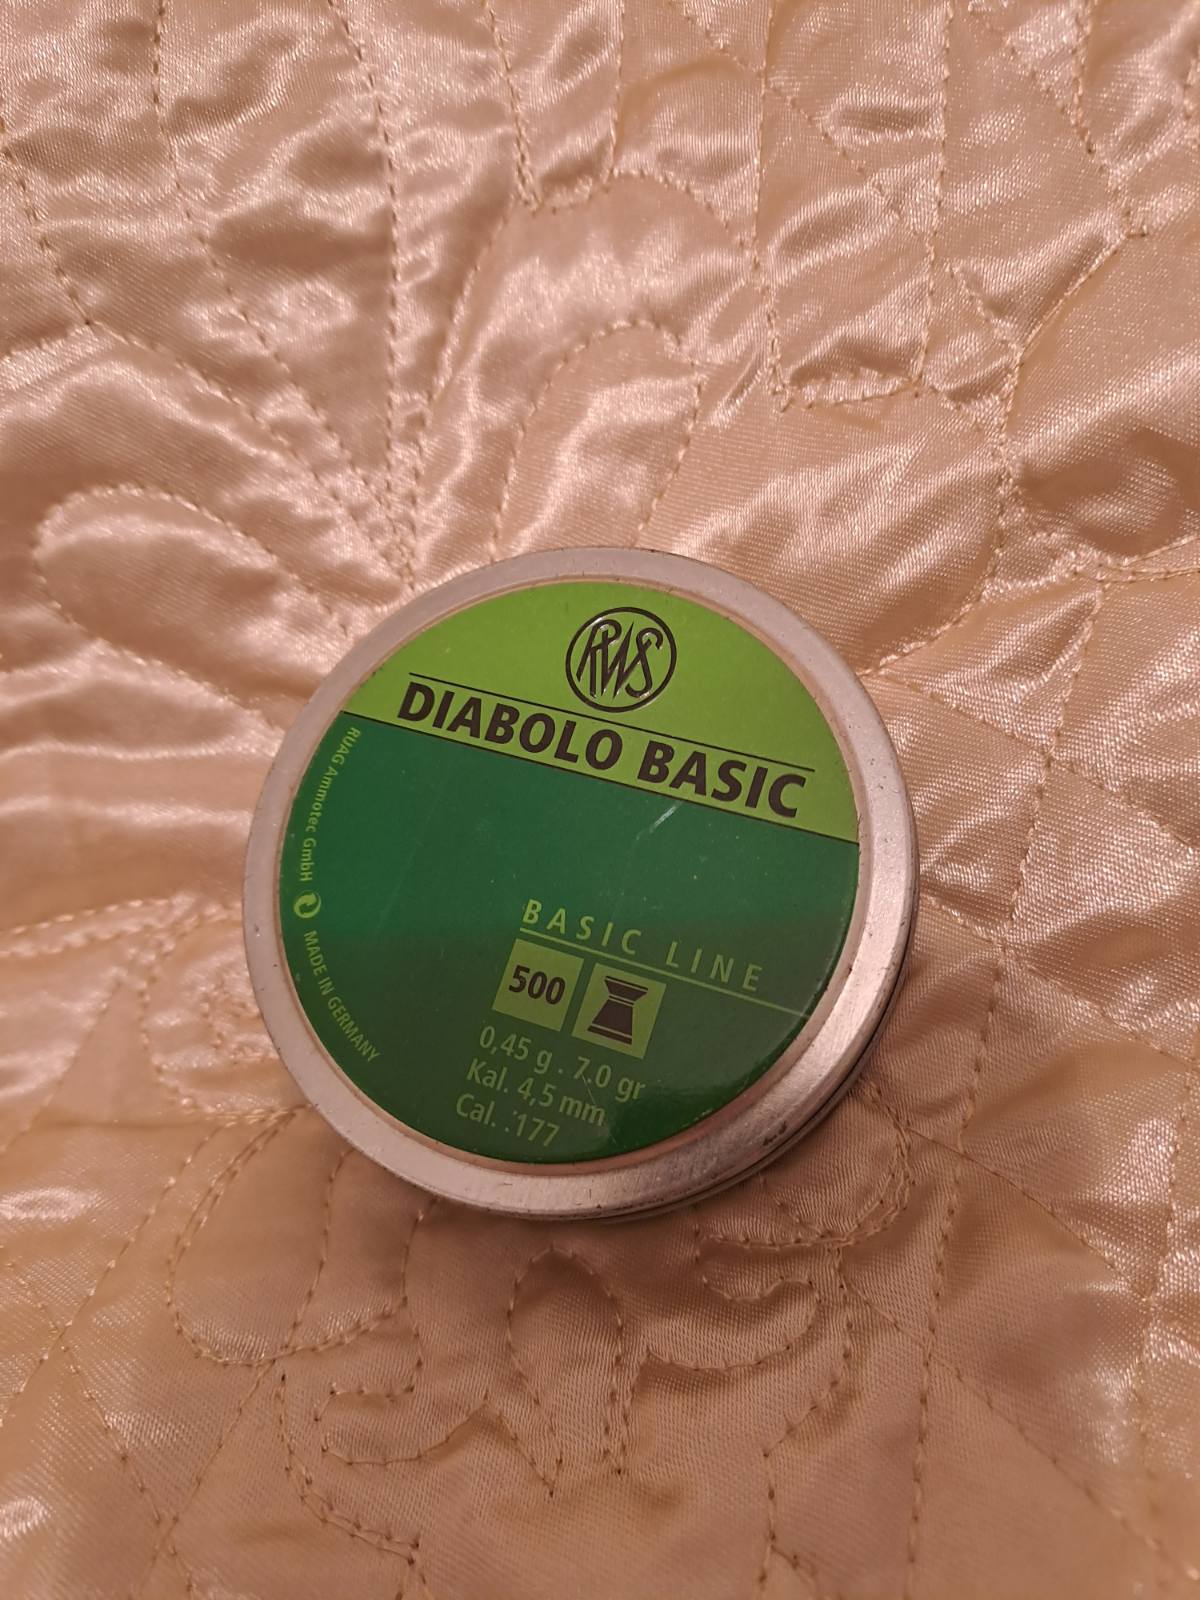 RWS
DIABOLO BASIC
RUAG Ammotec GmbH
MADE IN GERMANY
BASIC LINE
500
0,45 g . 7.0 gr
Kal. 4,5 mm
Cal. .177